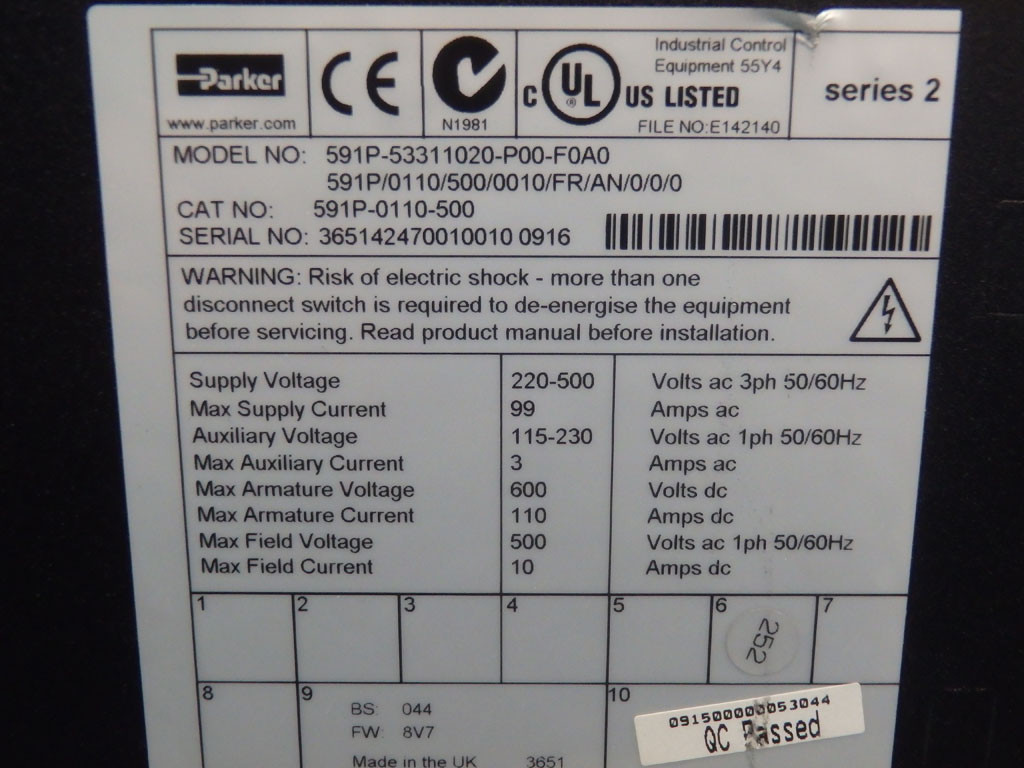 Parker
www.parker.com
CE
N1981
C UL US LISTED
Industrial Control
Equipment 55Y4
FILE NO:E142140
series 2
MODEL NO: 591P-53311020-P00-F0A0
591P/0110/500/0010/FR/AN/0/0/0
CAT NO: 591P-0110-500
SERIAL NO: 365142470010010 0916
WARNING: Risk of electric shock - more than one
disconnect switch is required to de-energise the equipment
before servicing. Read product manual before installation.
Supply Voltage 220-500 Volts ac 3ph 50/60Hz
Max Supply Current 99 Amps ac
Auxiliary Voltage 115-230 Volts ac 1ph 50/60Hz
Max Auxiliary Current 3 Amps ac
Max Armature Voltage 600 Volts dc
Max Armature Current 110 Amps dc
Max Field Voltage 500 Volts ac 1ph 50/60Hz
Max Field Current 10 Amps dc
1 2 3 4 5 6 7
252
8 9 10
BS: 044
FW: 8V7
Made in the UK 3651
091500000053044
QC Passed